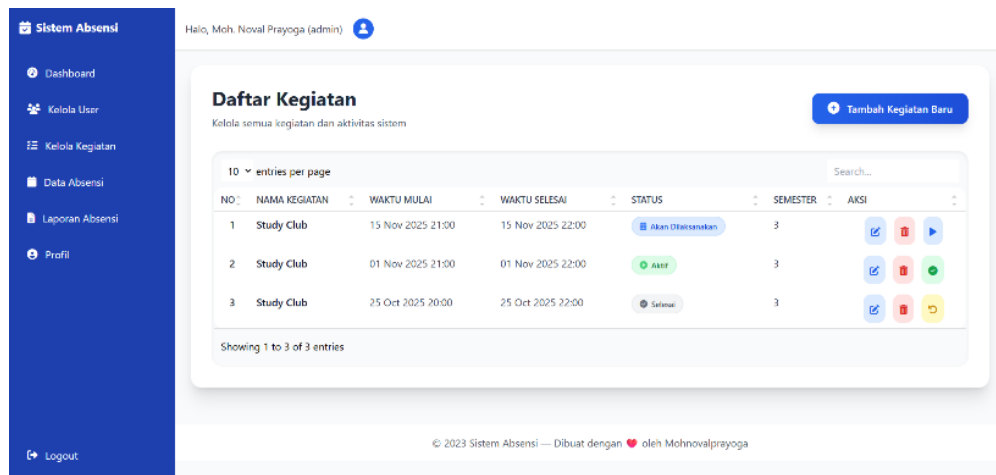 Sistem Absensi
Halo, Moh. Noval Prayoga (admin)
Dashboard
Kelola User
Kelola Kegiatan
Data Absensi
Laporan Absensi
Profil
Logout
Daftar Kegiatan
Kelola semua kegiatan dan aktivitas sistem
Tambah Kegiatan Baru
10 entries per page
Search...
NO NAMA KEGIATAN WAKTU MULAI WAKTU SELESAI STATUS SEMESTER AKSI
1 Study Club 15 Nov 2025 21:00 15 Nov 2025 22:00 Akan Dilaksanakan 3
2 Study Club 01 Nov 2025 21:00 01 Nov 2025 22:00 Aktif 3
3 Study Club 25 Oct 2025 20:00 25 Oct 2025 22:00 Selesai 3
Showing 1 to 3 of 3 entries
© 2023 Sistem Absensi — Dibuat dengan ❤ oleh Mohnovalprayoga